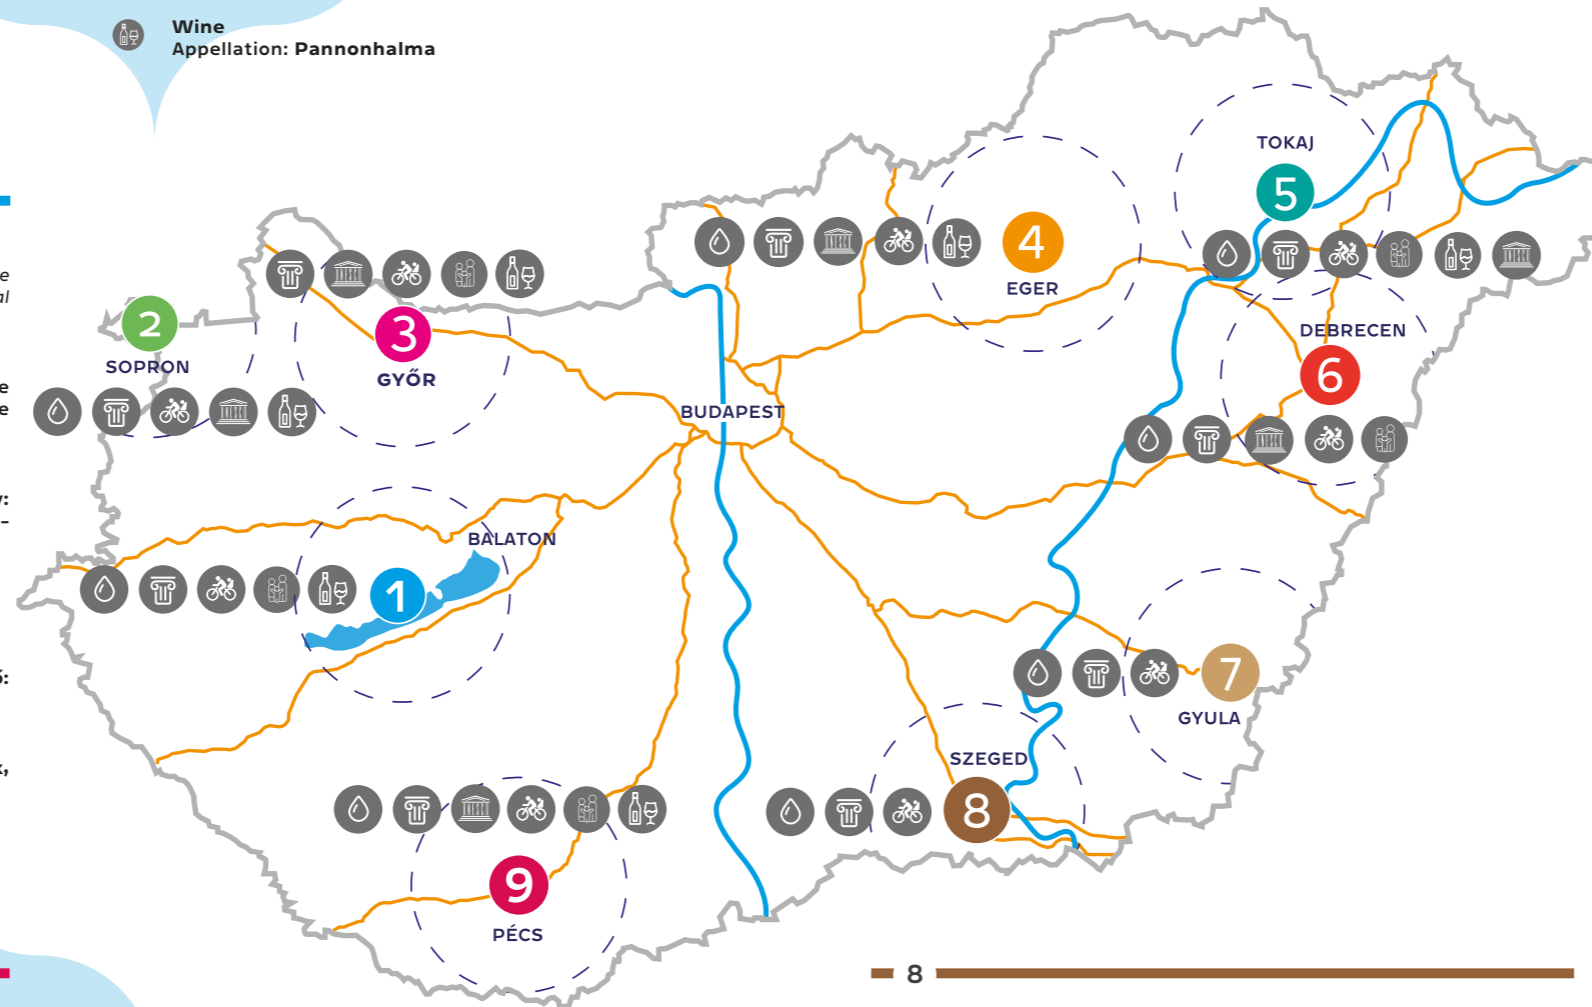 Wine
Appellation: Pannonhalma
e
al
e
e
y:
-
ó:
,
TOKAJ
5
4
EGER
DEBRECEN
6
2
SOPRON
3
GYŐR
BUDAPEST
BALATON
1
7
GYULA
SZEGED
8
9
PÉCS
8